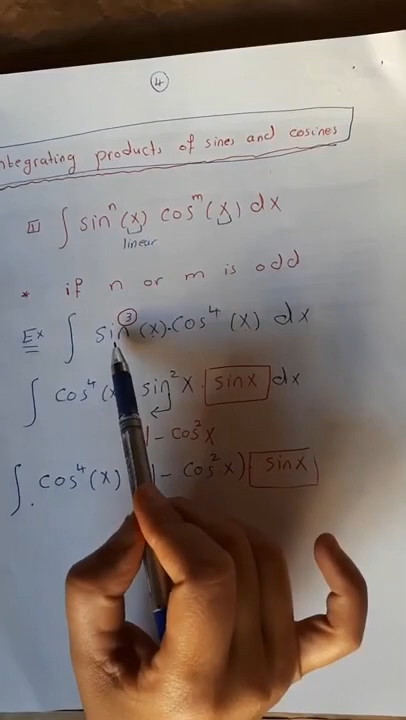 4
Integrating products of sines and cosines
1 ∫ sinⁿ (x) cosᵐ (x) dx
linear
* if n or m is odd
Ex ∫ sin³ (x) · cos⁴ (x) dx
∫ cos⁴ (x sin²x · sinx dx
1 - cos²x
∫ cos⁴ (x) 1 - cos²x) sinx